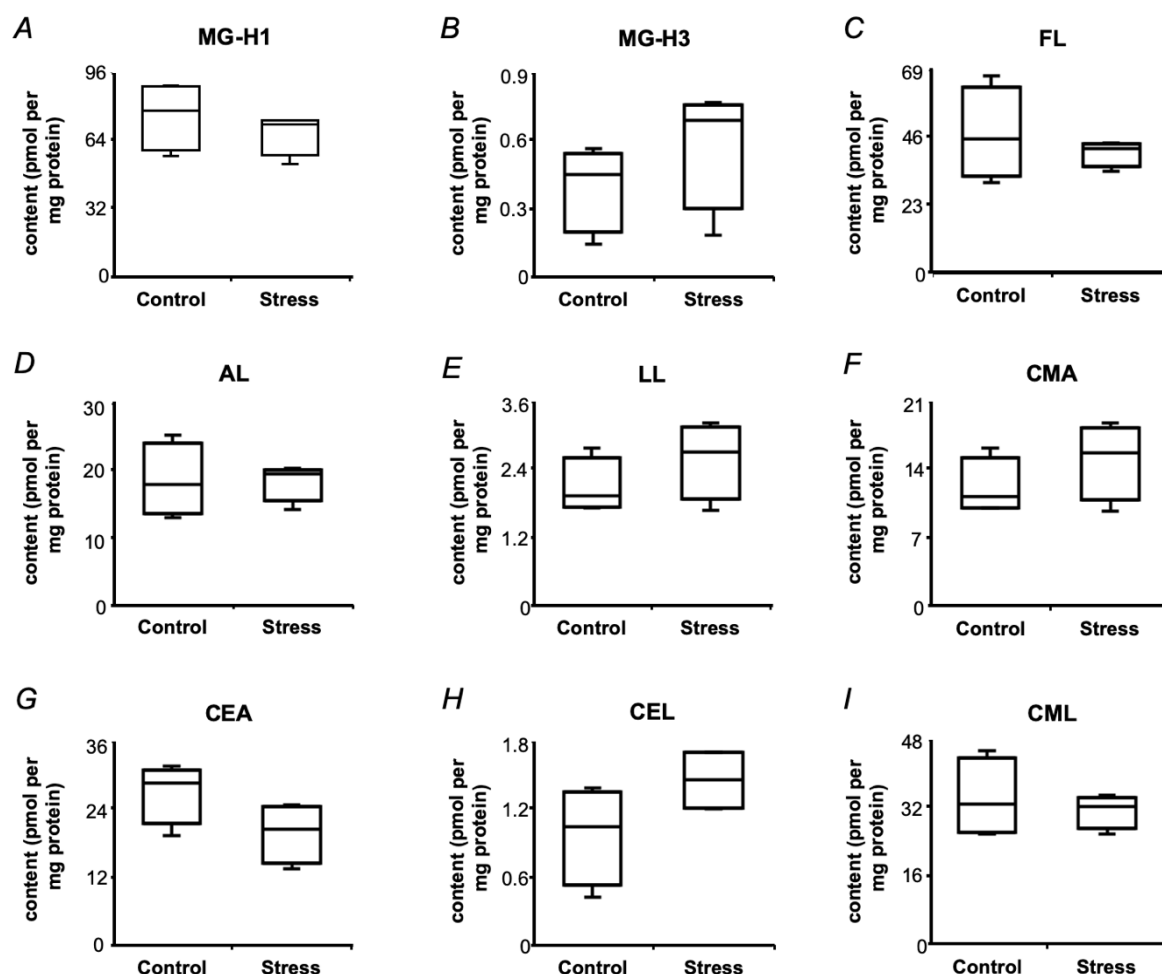 A
MG-H1
content (pmol per
mg protein)
96
64
32
0
Control Stress
B
MG-H3
content (pmol per
mg protein)
0.9
0.6
0.3
0
Control Stress
C
FL
content (pmol per
mg protein)
69
46
23
0
Control Stress
D
AL
content (pmol per
mg protein)
30
20
10
0
Control Stress
E
LL
content (pmol per
mg protein)
3.6
2.4
1.2
0
Control Stress
F
CMA
content (pmol per
mg protein)
21
14
7
0
Control Stress
G
CEA
content (pmol per
mg protein)
36
24
12
0
Control Stress
H
CEL
content (pmol per
mg protein)
1.8
1.2
0.6
0
Control Stress
I
CML
content (pmol per
mg protein)
48
32
16
0
Control Stress